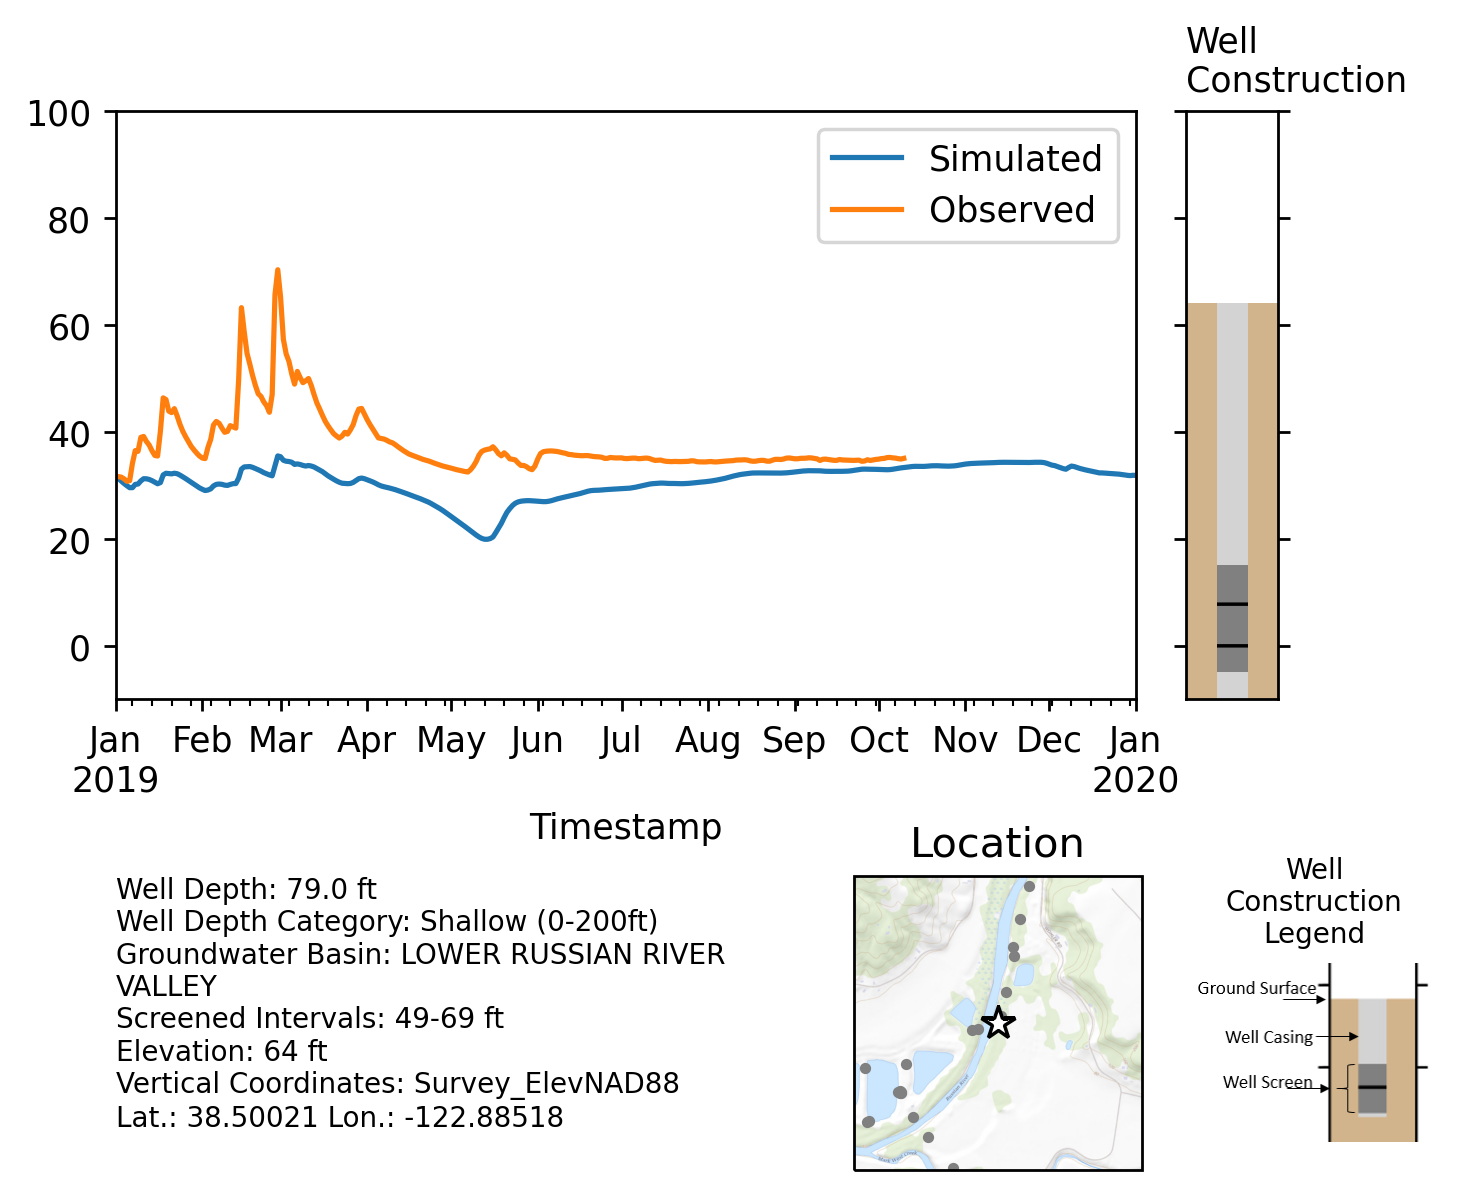 Well
Construction
100
80
60
40
20
0
Simulated
Observed
Jan Feb Mar Apr May Jun Jul Aug Sep Oct Nov Dec Jan
2019 2020
Timestamp
Well Depth: 79.0 ft
Well Depth Category: Shallow (0-200ft)
Groundwater Basin: LOWER RUSSIAN RIVER
VALLEY
Screened Intervals: 49-69 ft
Elevation: 64 ft
Vertical Coordinates: Survey_ElevNAD88
Lat.: 38.50021 Lon.: -122.88518
Location
Well
Construction
Legend
Ground Surface
Well Casing
Well Screen